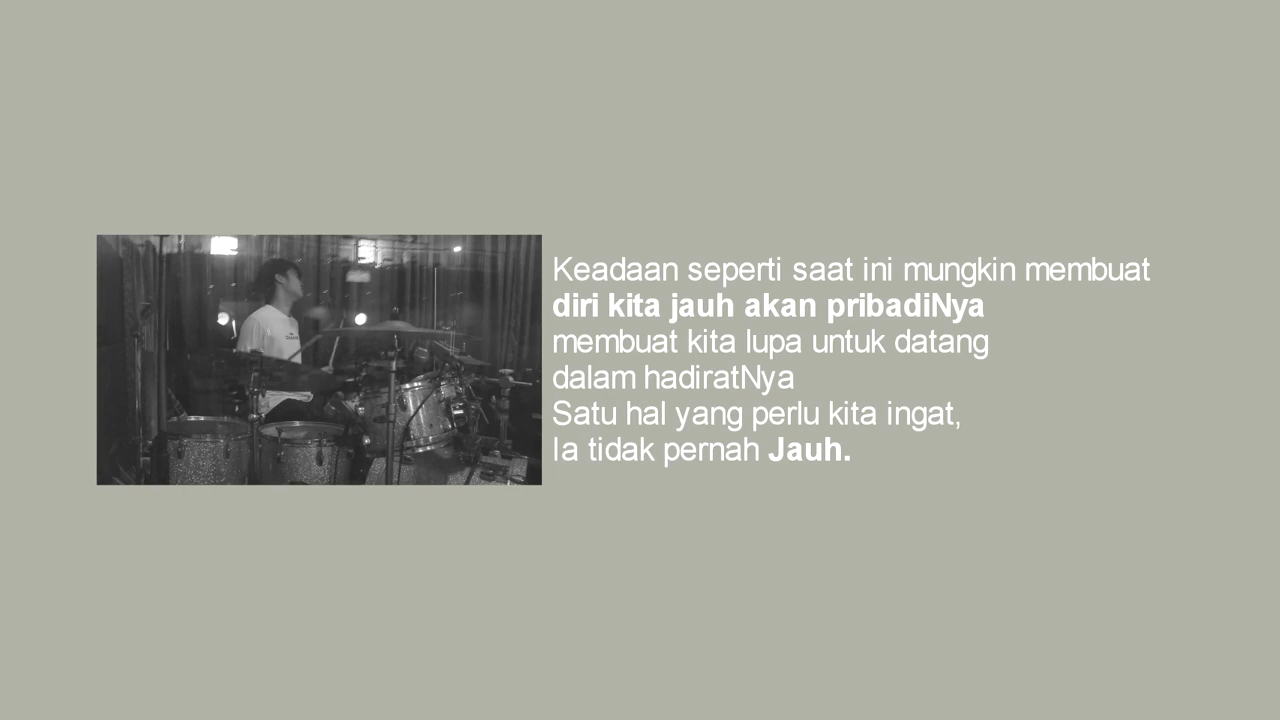 Keadaan seperti saat ini mungkin membuat
diri kita jauh akan pribadiNya
membuat kita lupa untuk datang
dalam hadiratNya
Satu hal yang perlu kita ingat,
Ia tidak pernah Jauh.